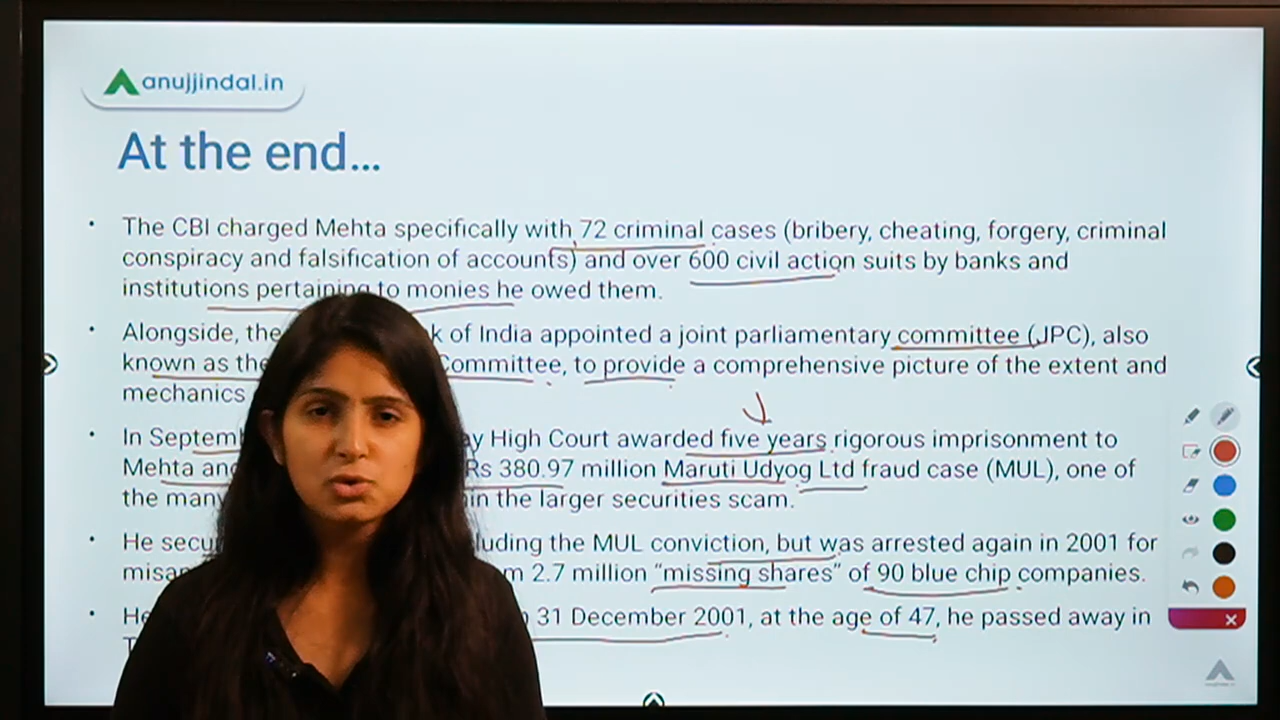 anujjindal.in
At the end...
• The CBI charged Mehta specifically with 72 criminal cases (bribery, cheating, forgery, criminal
conspiracy and falsification of accounts) and over 600 civil action suits by banks and
institutions pertaining to monies he owed them.
• Alongside, the of India appointed a joint parliamentary committee (JPC), also
known as the Committee, to provide a comprehensive picture of the extent and
mechanics
• In High Court awarded five years rigorous imprisonment to
Mehta and Rs 380.97 million Maruti Udyog Ltd fraud case (MUL), one of
the many in the larger securities scam.
• He the MUL conviction, but was arrested again in 2001 for
2.7 million "missing shares" of 90 blue chip companies.
• He 31 December 2001, at the age of 47, he passed away in